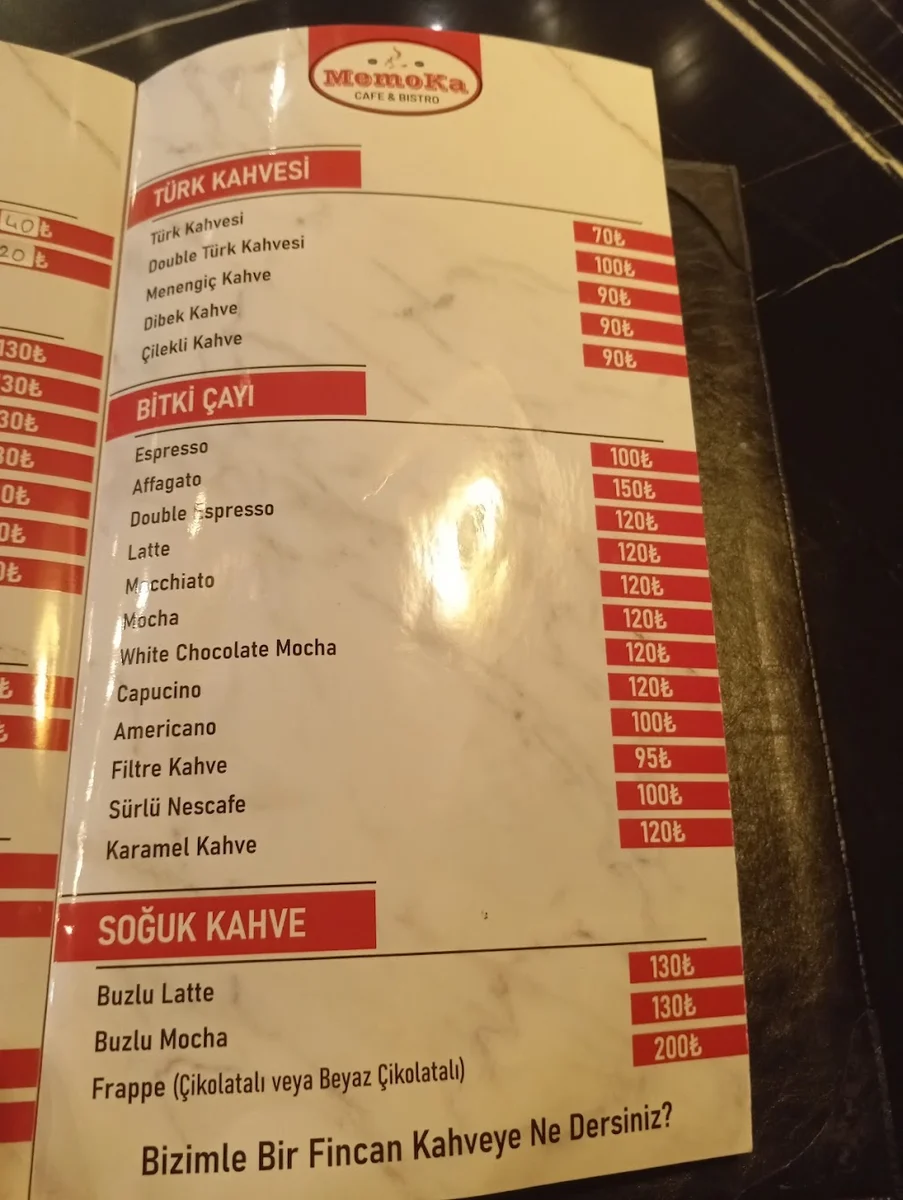 MemoKa
CAFE & BISTRO
TÜRK KAHVESİ
Türk Kahvesi 70₺
Double Türk Kahvesi 100₺
Menengiç Kahve 90₺
Dibek Kahve 90₺
Çilekli Kahve 90₺
BİTKİ ÇAYI
Espresso 100₺
Affagato 150₺
Double Espresso 120₺
Latte 120₺
Macchiato 120₺
Mocha 120₺
White Chocolate Mocha 120₺
Capucino 120₺
Americano 100₺
Filtre Kahve 95₺
Sürlü Nescafe 100₺
Karamel Kahve 120₺
SOĞUK KAHVE
Buzlu Latte 130₺
Buzlu Mocha 130₺
Frappe (Çikolatalı veya Beyaz Çikolatalı) 200₺
Bizimle Bir Fincan Kahveye Ne Dersiniz?